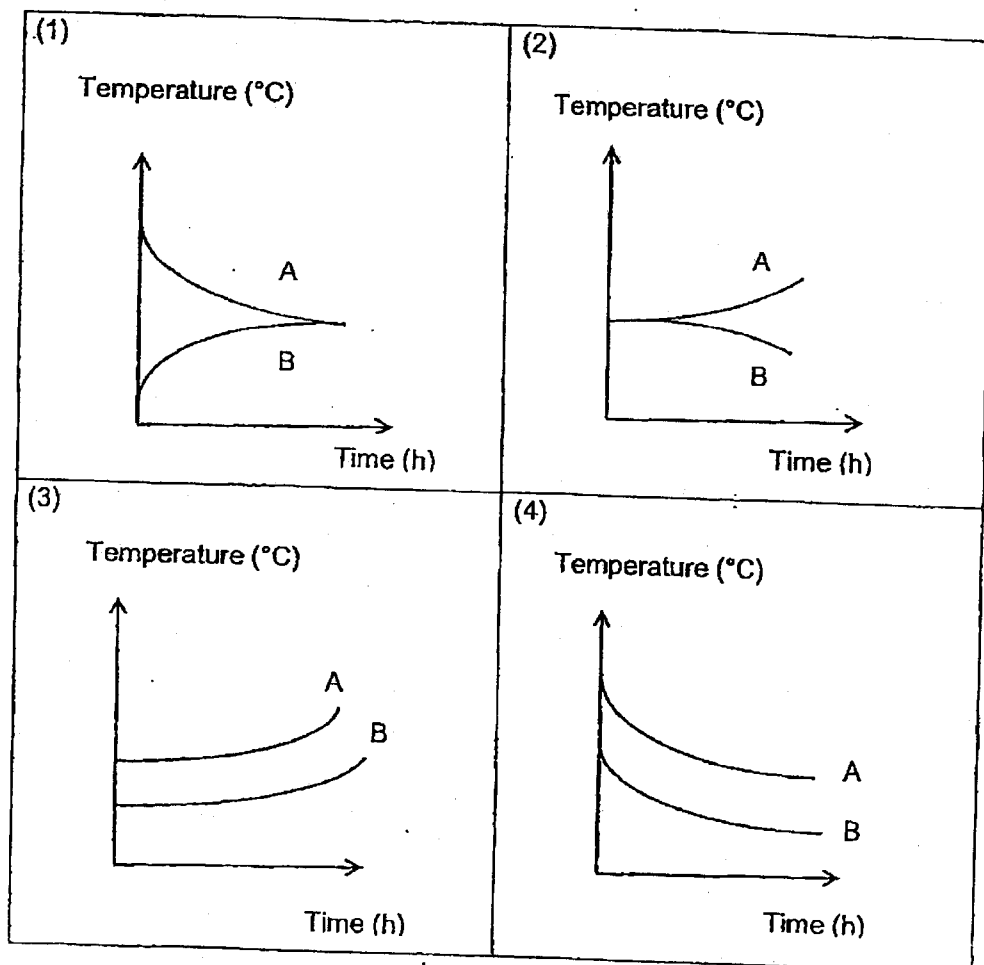 (1)
Temperature (°C)
A
B
Time (h)
(2)
Temperature (°C)
A
B
Time (h)
(3)
Temperature (°C)
A
B
Time (h)
(4)
Temperature (°C)
A
B
Time (h)